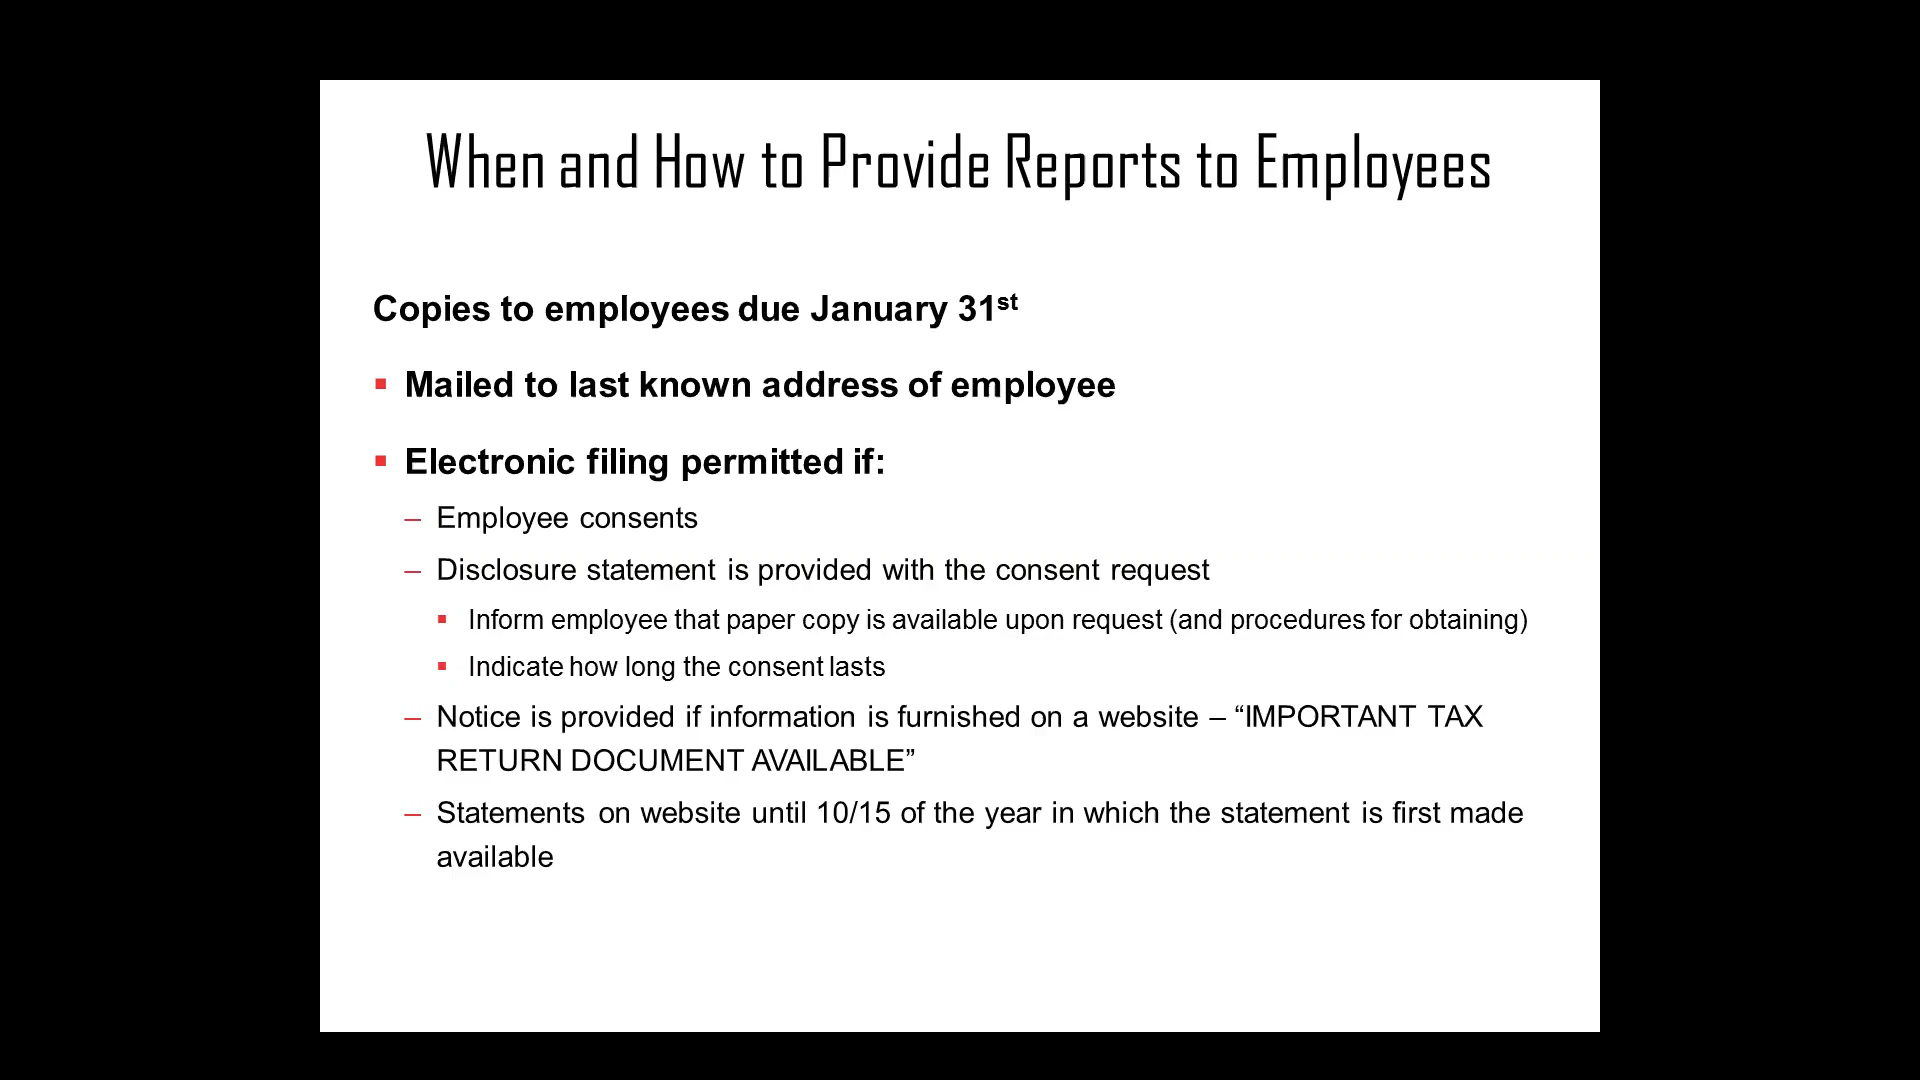 When and How to Provide Reports to Employees
Copies to employees due January 31st
▪ Mailed to last known address of employee
▪ Electronic filing permitted if:
– Employee consents
– Disclosure statement is provided with the consent request
▪ Inform employee that paper copy is available upon request (and procedures for obtaining)
▪ Indicate how long the consent lasts
– Notice is provided if information is furnished on a website – “IMPORTANT TAX
RETURN DOCUMENT AVAILABLE”
– Statements on website until 10/15 of the year in which the statement is first made
available